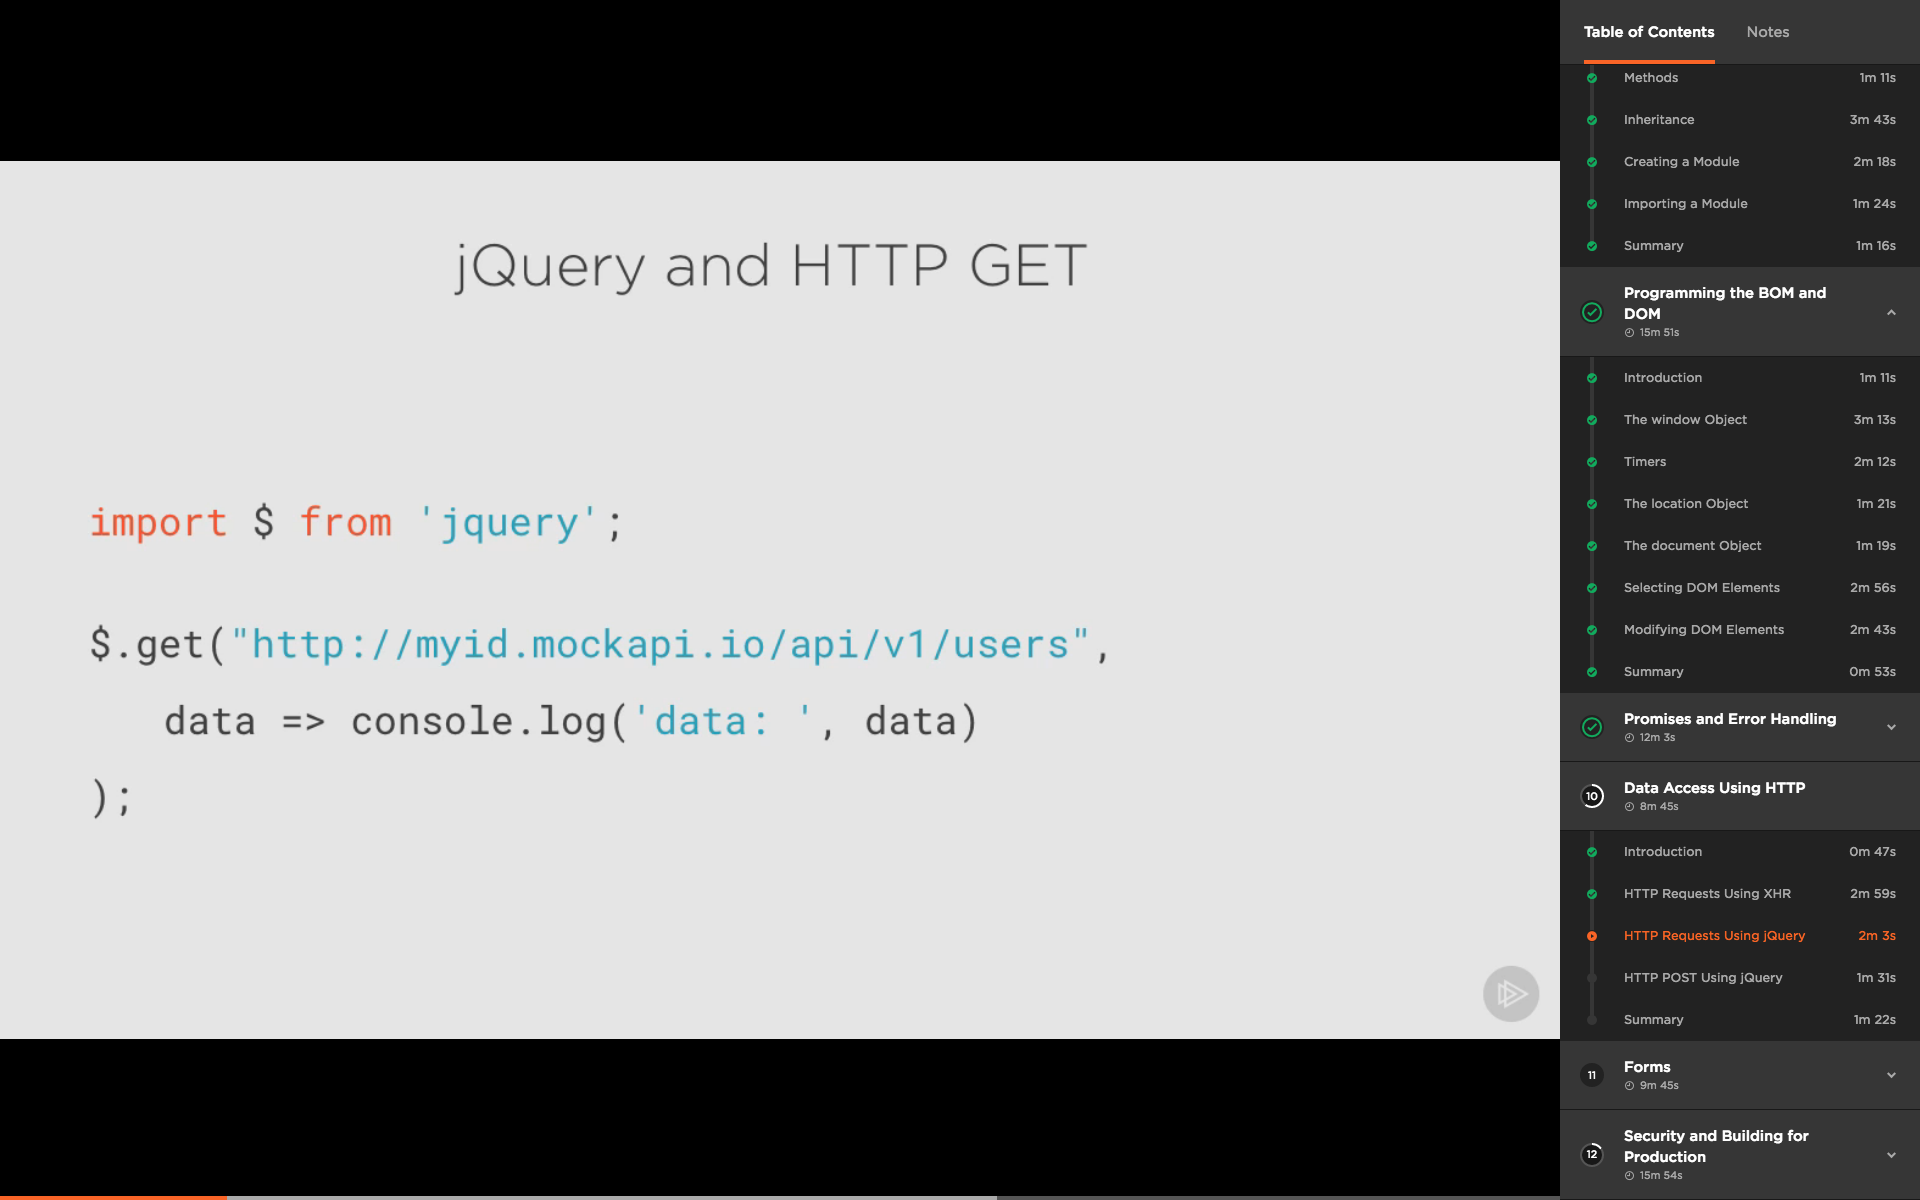 jQuery and HTTP GET
import $ from 'jquery';
$.get("http://myid.mockapi.io/api/v1/users",
data => console.log('data: ', data)
);
Table of Contents
Notes
Methods 1m 11s
Inheritance 3m 43s
Creating a Module 2m 18s
Importing a Module 1m 24s
Summary 1m 16s
Programming the BOM and
DOM
15m 51s
Introduction 1m 11s
The window Object 3m 13s
Timers 2m 12s
The location Object 1m 21s
The document Object 1m 19s
Selecting DOM Elements 2m 56s
Modifying DOM Elements 2m 43s
Summary 0m 53s
Promises and Error Handling
12m 3s
10 Data Access Using HTTP
8m 45s
Introduction 0m 47s
HTTP Requests Using XHR 2m 59s
HTTP Requests Using jQuery 2m 3s
HTTP POST Using jQuery 1m 31s
Summary 1m 22s
11 Forms
9m 45s
12 Security and Building for
Production
15m 54s